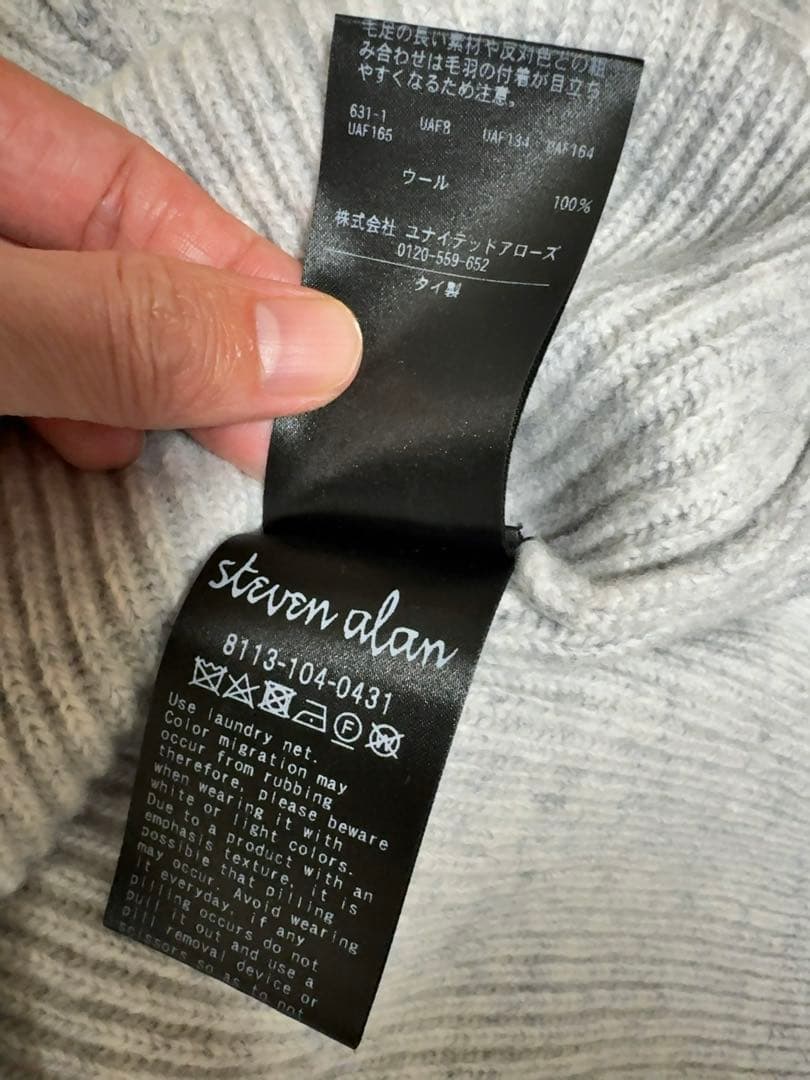 毛足の長い素材や反対色との組
み合わせは毛羽の付着が目立ち
やすくなるため注意。
631-1 UAF8 UAF134 UAF164
UAF165
ウール 100%
株式会社 ユナイテッドアローズ
0120-559-652
タイ製
steven alan
8113-104-0431
Use laundry net.
Color migration may
occur from rubbing
therefore, please beware
when wearing it with
white or light colors.
Due to a product with an
emphasis texture, it is
possible that pilling
may occur. Avoid wearing
it everyday, if any
pilling occurs do not
pull it out and use a
pill removal device or
scissors so as to not